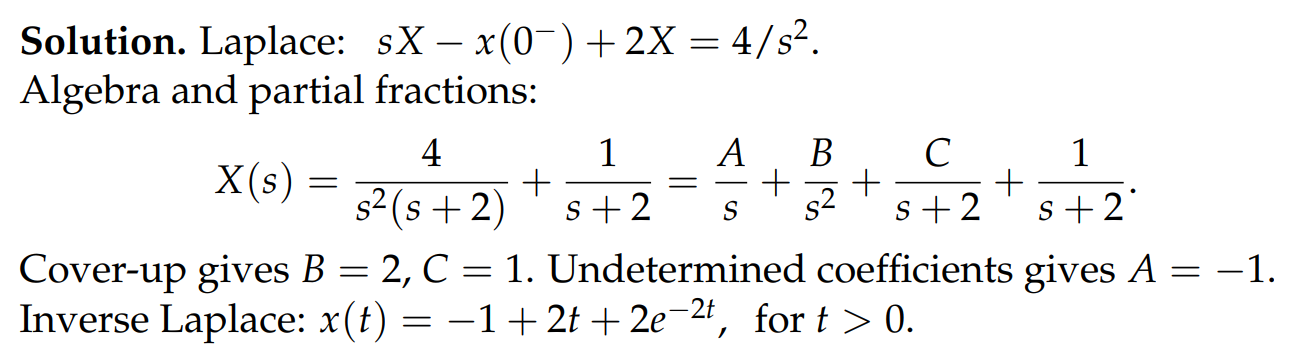 Solution. Laplace: sX − x(0⁻) + 2X = 4/s².
Algebra and partial fractions:
X(s) = 4/(s²(s + 2)) + 1/(s + 2) = A/s + B/s² + C/(s + 2) + 1/(s + 2).
Cover-up gives B = 2, C = 1. Undetermined coefficients gives A = −1.
Inverse Laplace: x(t) = −1 + 2t + 2e⁻²ᵗ, for t > 0.